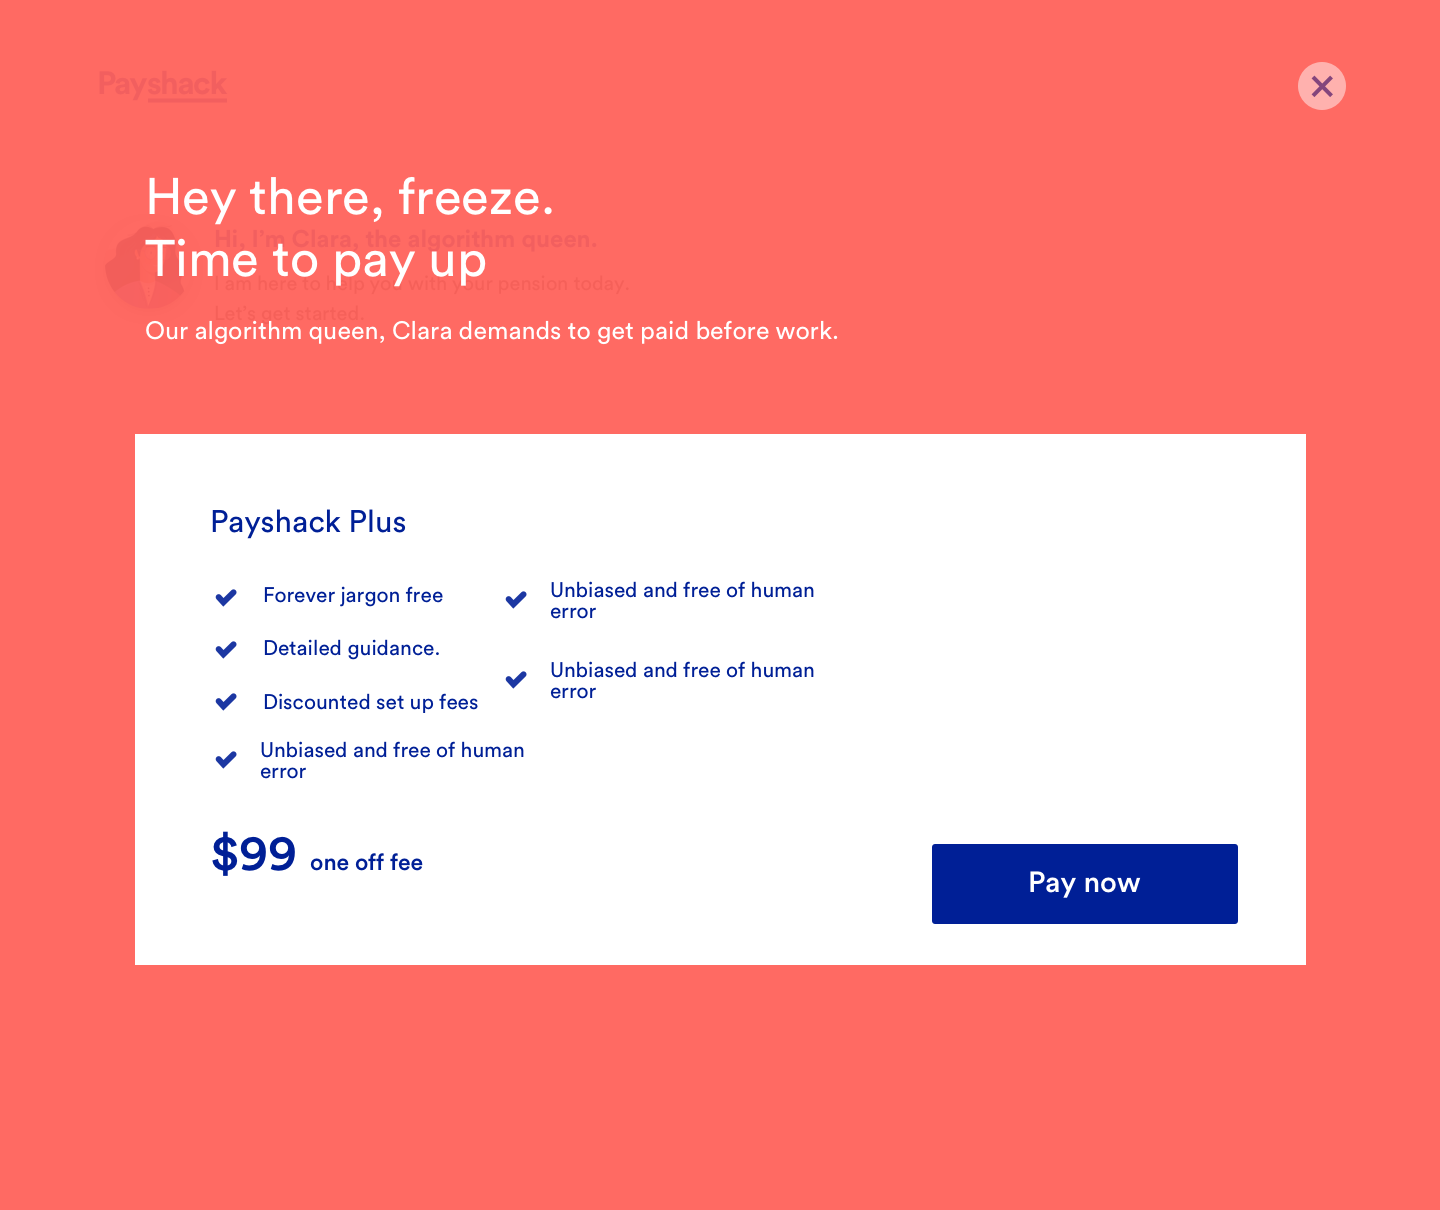 Payshack
Hey there, freeze.
Hi, I'm Clara, the algorithm queen.
Time to pay up
I am here to help you with your pension today.
Let's get started.
Our algorithm queen, Clara demands to get paid before work.
Payshack Plus
Forever jargon free
Detailed guidance.
Discounted set up fees
Unbiased and free of human
error
Unbiased and free of human
error
Unbiased and free of human
error
$99 one off fee
Pay now